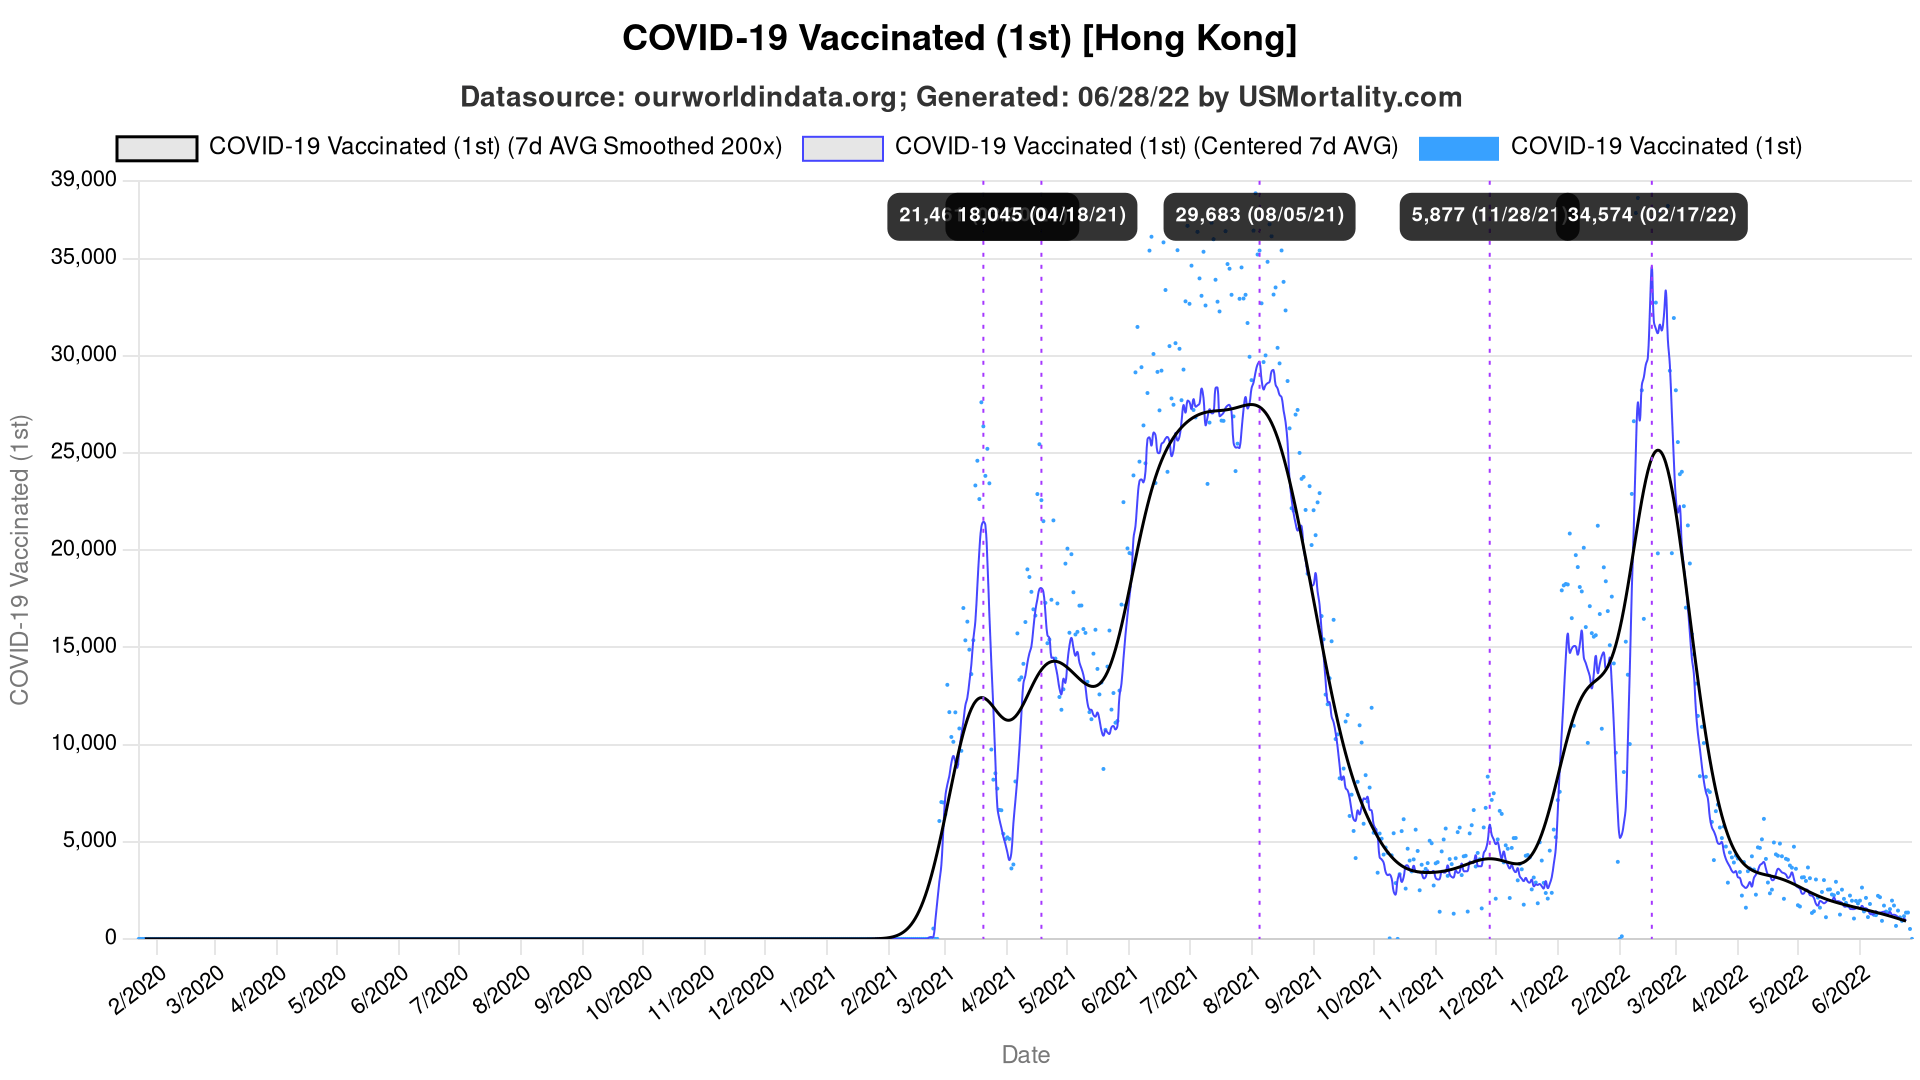 COVID-19 Vaccinated (1st) [Hong Kong]
Datasource: ourworldindata.org; Generated: 06/28/22 by USMortality.com
COVID-19 Vaccinated (1st) (7d AVG Smoothed 200x) COVID-19 Vaccinated (1st) (Centered 7d AVG) COVID-19 Vaccinated (1st)
39,000
18,045 (04/18/21) 29,683 (08/05/21) 5,877 (11/28/21) 34,574 (02/17/22)
35,000
30,000
25,000
20,000
15,000
10,000
5,000
0
COVID-19 Vaccinated (1st)
2/2020 3/2020 4/2020 5/2020 6/2020 7/2020 8/2020 9/2020 10/2020 11/2020 12/2020 1/2021 2/2021 3/2021 4/2021 5/2021 6/2021 7/2021 8/2021 9/2021 10/2021 11/2021 12/2021 1/2022 2/2022 3/2022 4/2022 5/2022 6/2022
Date